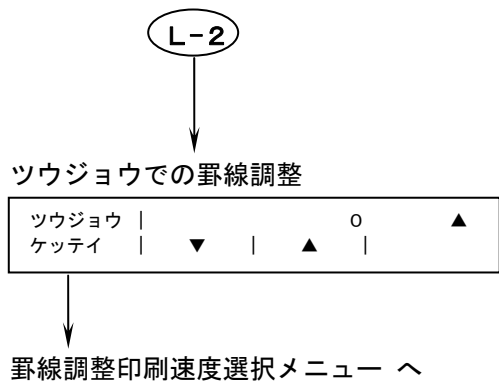 L-2
ツウジョウでの罫線調整
ツウジョウ | o ▲
ケッテイ | ▼ | ▲ |
罫線調整印刷速度選択メニュー へ